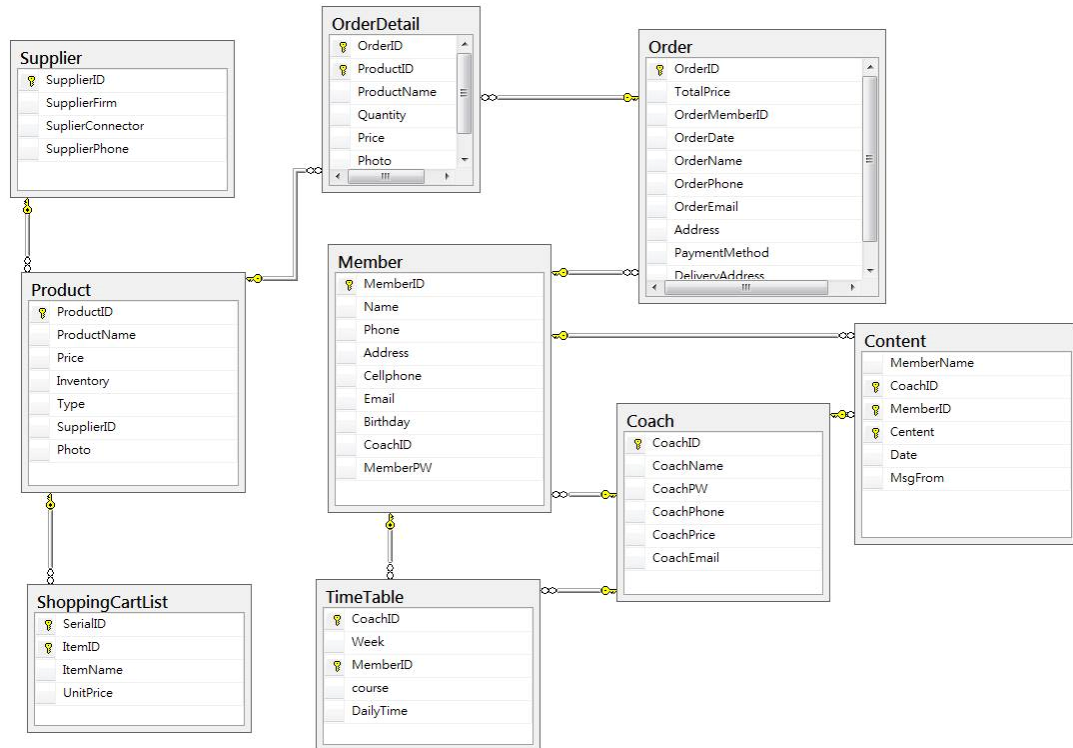 Supplier
SupplierID
SupplierFirm
SuplierConnector
SupplierPhone
OrderDetail
OrderID
ProductID
ProductName
Quantity
Price
Photo
Order
OrderID
TotalPrice
OrderMemberID
OrderDate
OrderName
OrderPhone
OrderEmail
Address
PaymentMethod
DeliveryAddress
Product
ProductID
ProductName
Price
Inventory
Type
SupplierID
Photo
Member
MemberID
Name
Phone
Address
Cellphone
Email
Birthday
CoachID
MemberPW
Content
MemberName
CoachID
MemberID
Centent
Date
MsgFrom
Coach
CoachID
CoachName
CoachPW
CoachPhone
CoachPrice
CoachEmail
ShoppingCartList
SerialID
ItemID
ItemName
UnitPrice
TimeTable
CoachID
Week
MemberID
course
DailyTime